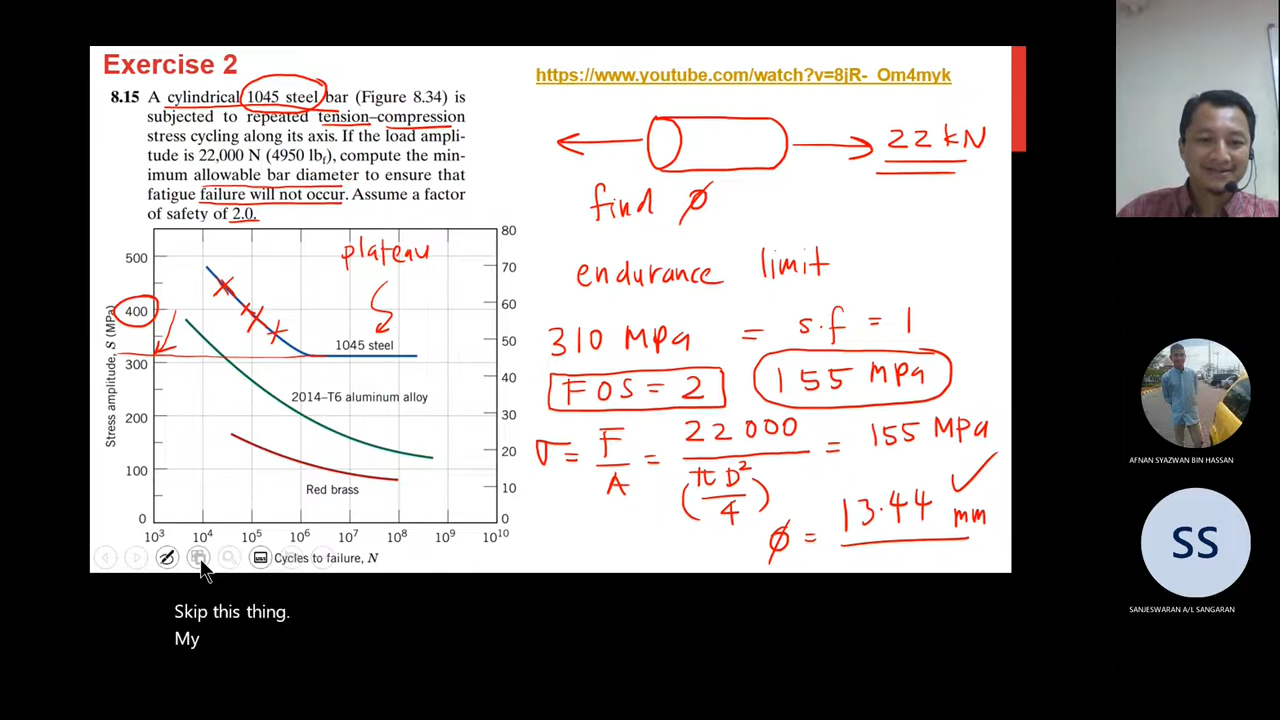 Exercise 2
https://www.youtube.com/watch?v=8jR-_Om4myk
8.15 A cylindrical 1045 steel bar (Figure 8.34) is
subjected to repeated tension–compression
stress cycling along its axis. If the load ampli-
tude is 22,000 N (4950 lbf), compute the min-
imum allowable bar diameter to ensure that
fatigue failure will not occur. Assume a factor
of safety of 2.0.
22 kN
find ϕ
endurance limit
310 MPa = s.f = 1
FOS = 2 155 MPa
σ = F/A = 22000/(πD²/4) = 155 MPa
ϕ = 13.44 mm
plateau
Stress amplitude, S (MPa)
500
400
300
200
100
0
80
70
60
50
40
30
20
10
0
1045 steel
2014–T6 aluminum alloy
Red brass
10³ 10⁴ 10⁵ 10⁶ 10⁷ 10⁸ 10⁹ 10¹⁰
Cycles to failure, N
Skip this thing.
My
AFNAN SYAZWAN BIN HASSAN
SS
SANJESWARAN A/L SANGARAN